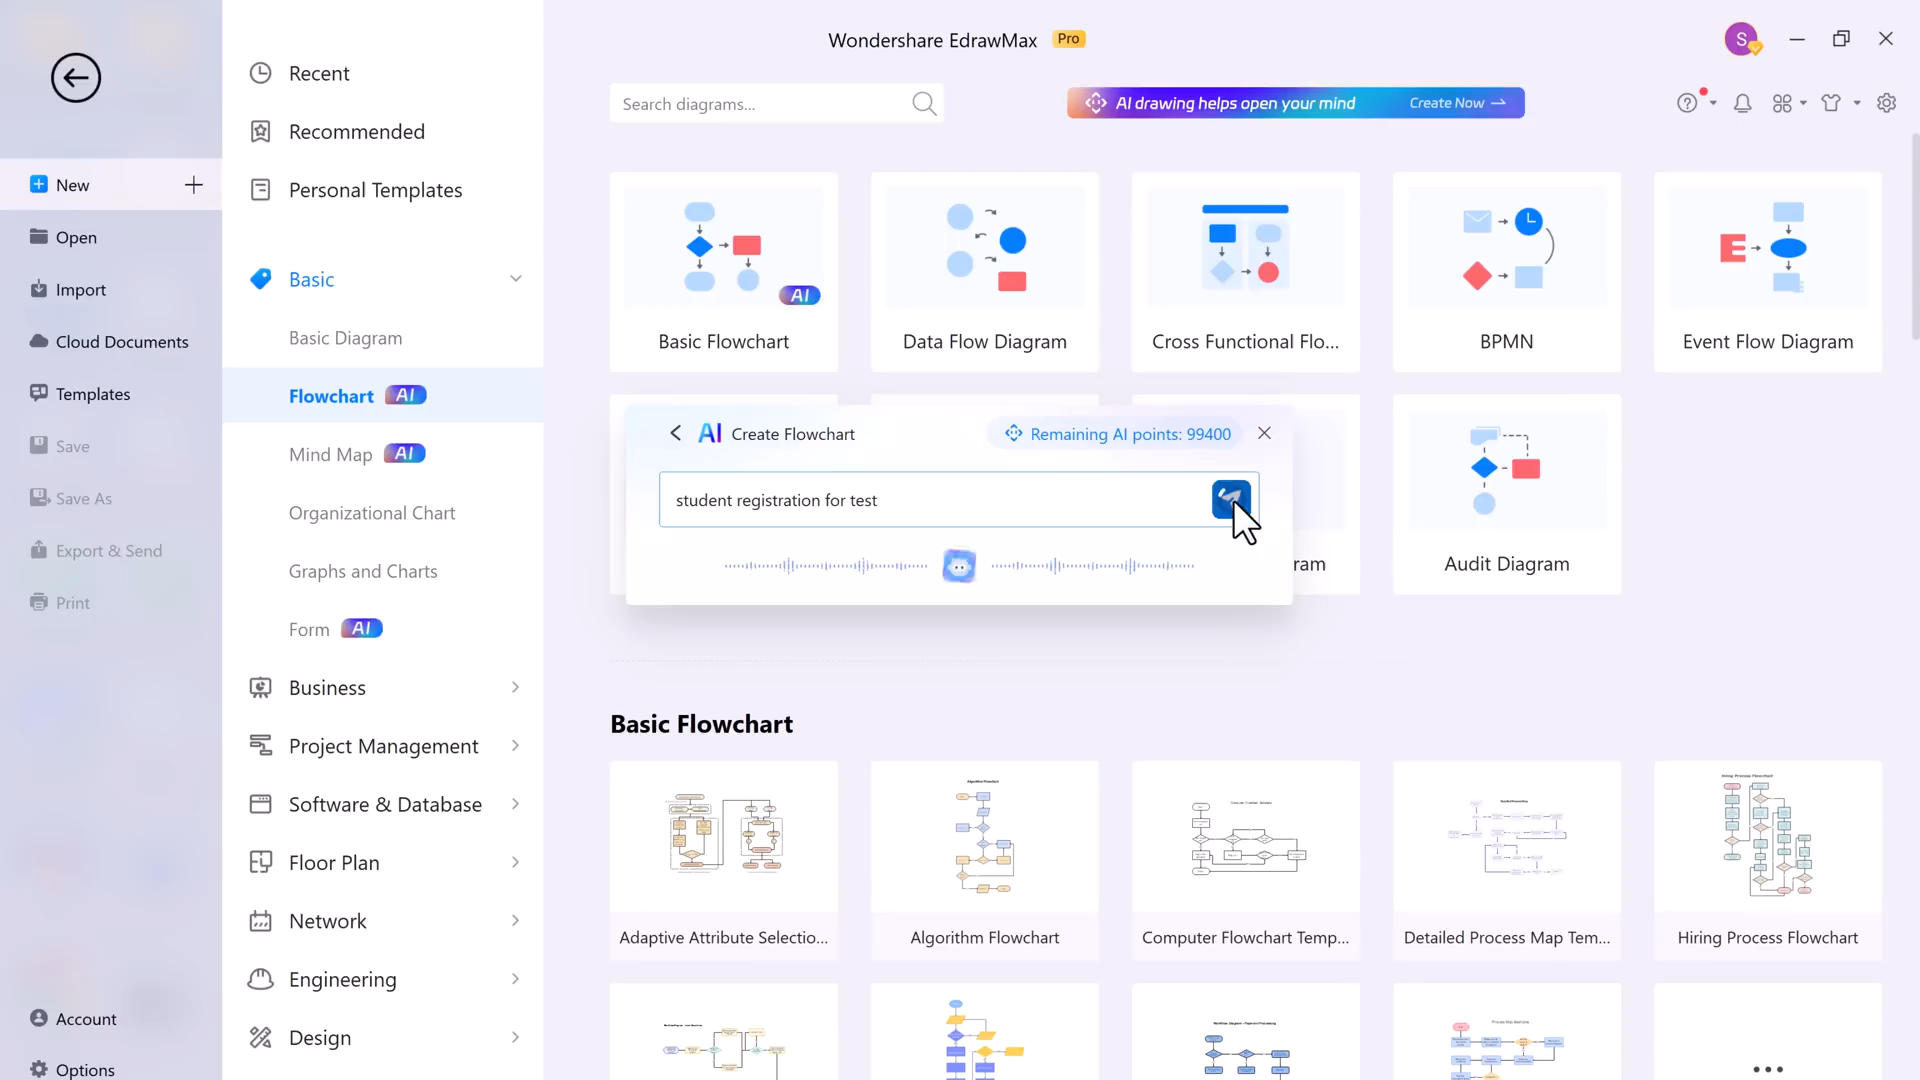 Wondershare EdrawMax Pro
S
Search diagrams...
AI drawing helps open your mind Create Now
New
Open
Import
Cloud Documents
Templates
Save
Save As
Export & Send
Print
Account
Options
Recent
Recommended
Personal Templates
Basic
Basic Diagram
Flowchart AI
Mind Map AI
Organizational Chart
Graphs and Charts
Form AI
Business
Project Management
Software & Database
Floor Plan
Network
Engineering
Design
AI
Basic Flowchart
Data Flow Diagram
Cross Functional Flo...
BPMN
Event Flow Diagram
AI Create Flowchart
Remaining AI points: 99400
student registration for test
ram
Audit Diagram
Basic Flowchart
Algorithm Flowchart
Hiring Process Flowchart
Adaptive Attribute Selectio...
Algorithm Flowchart
Computer Flowchart Temp...
Detailed Process Map Tem...
Hiring Process Flowchart